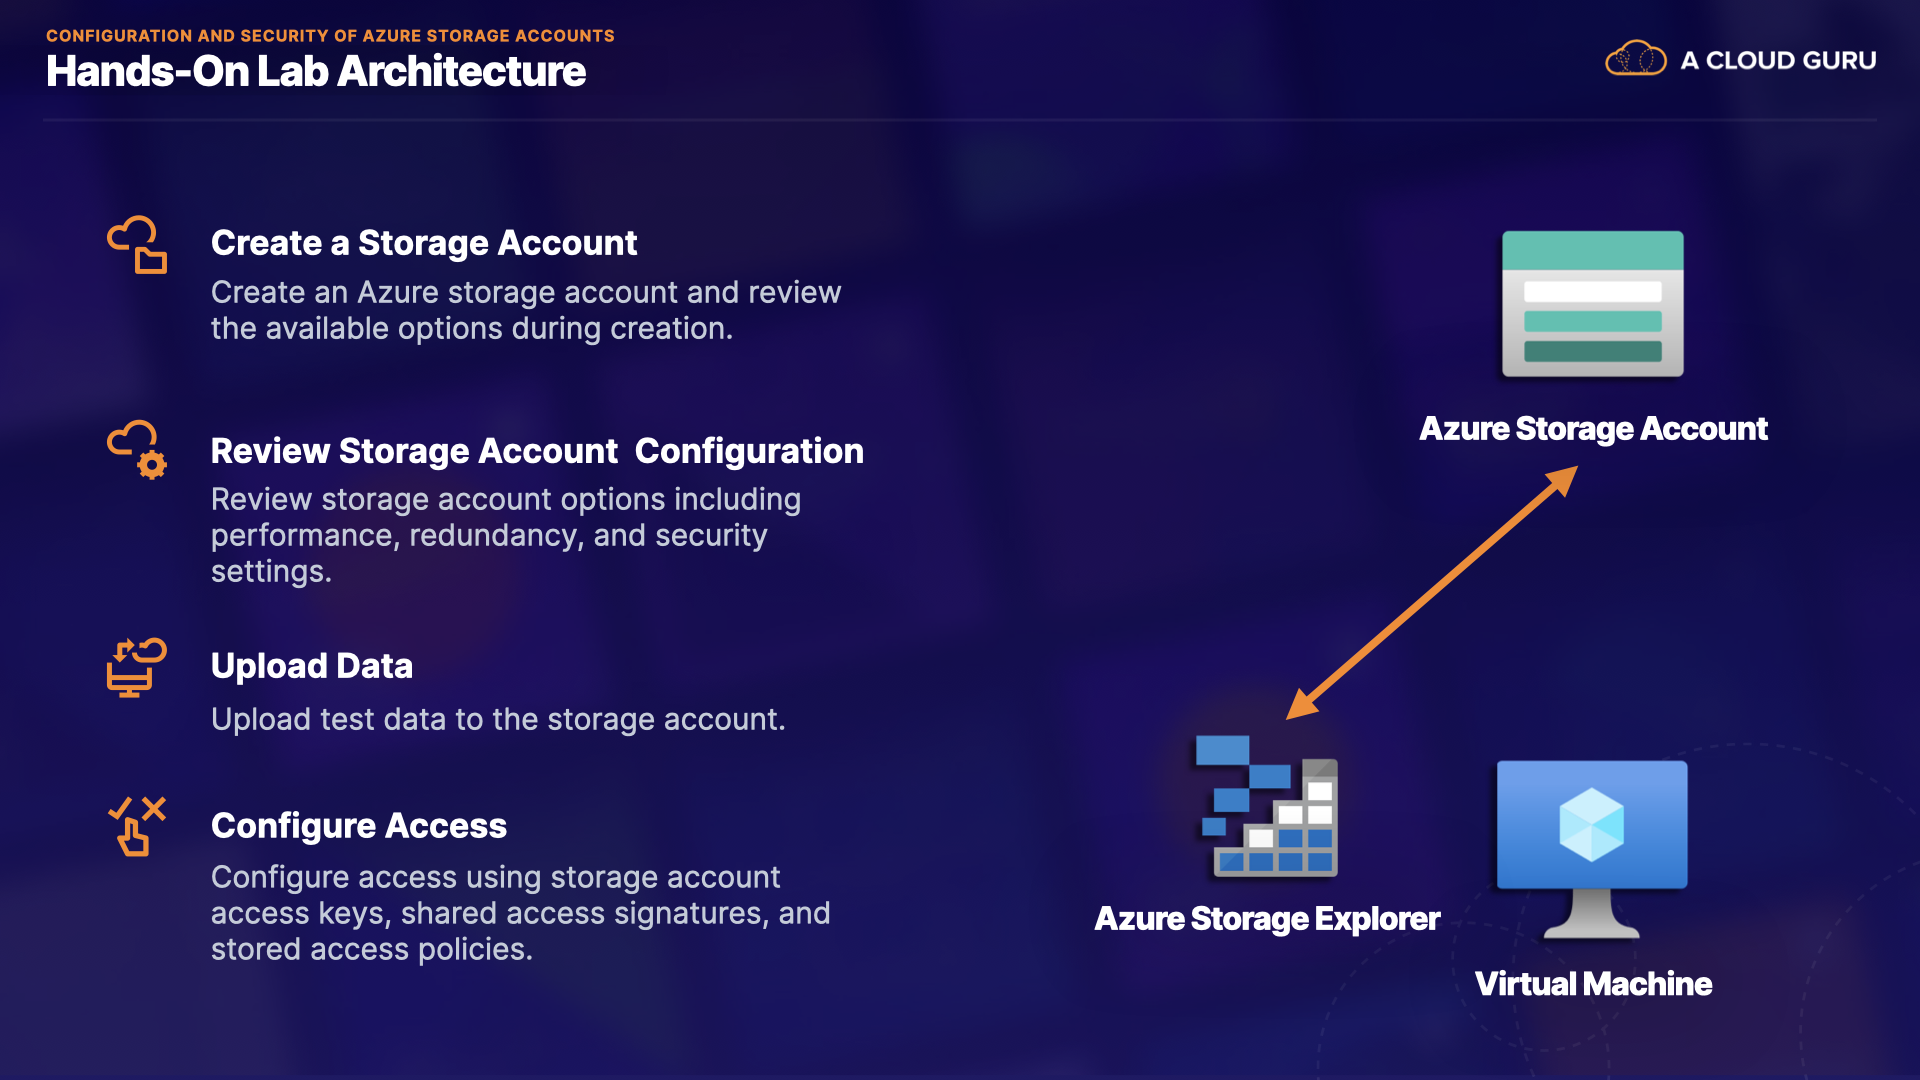 CONFIGURATION AND SECURITY OF AZURE STORAGE ACCOUNTS
Hands-On Lab Architecture
A CLOUD GURU
Create a Storage Account
Create an Azure storage account and review
the available options during creation.
Review Storage Account  Configuration
Review storage account options including
performance, redundancy, and security
settings.
Upload Data
Upload test data to the storage account.
Configure Access
Configure access using storage account
access keys, shared access signatures, and
stored access policies.
Azure Storage Account
Azure Storage Explorer
Virtual Machine